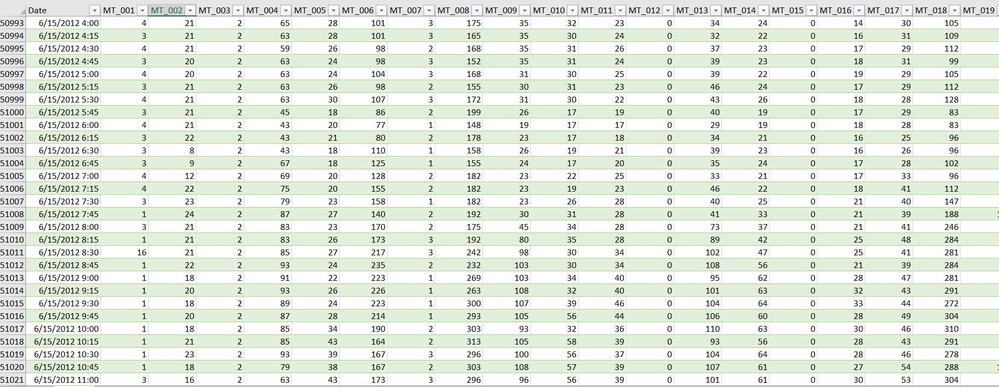 Date MT_001 MT_002 MT_003 MT_004 MT_005 MT_006 MT_007 MT_008 MT_009 MT_010 MT_011 MT_012 MT_013 MT_014 MT_015 MT_016 MT_017 MT_018 MT_019
50993 6/15/2012 4:00 4 21 2 65 28 101 3 175 35 32 23 0 34 24 0 14 30 105
50994 6/15/2012 4:15 3 21 2 63 28 101 3 165 35 30 24 0 32 22 0 16 31 109
50995 6/15/2012 4:30 4 21 2 59 26 98 2 168 35 31 26 0 37 23 0 17 29 112
50996 6/15/2012 4:45 3 20 2 63 24 98 3 152 35 31 24 0 39 23 0 18 31 99
50997 6/15/2012 5:00 4 20 2 63 24 104 3 168 31 30 25 0 39 22 0 19 29 105
50998 6/15/2012 5:15 3 21 2 63 26 98 2 155 30 31 23 0 46 24 0 17 29 112
50999 6/15/2012 5:30 4 21 2 63 30 107 3 172 31 30 22 0 43 26 0 18 28 128
51000 6/15/2012 5:45 3 21 2 45 18 86 2 199 26 17 19 0 40 19 0 17 29 83
51001 6/15/2012 6:00 4 21 2 43 20 77 1 148 19 17 17 0 29 19 0 18 28 83
51002 6/15/2012 6:15 3 22 2 43 21 80 2 178 23 17 18 0 34 21 0 16 25 96
51003 6/15/2012 6:30 3 8 2 43 18 110 1 158 26 19 21 0 39 23 0 16 26 96
51004 6/15/2012 6:45 3 9 2 67 18 125 1 155 24 17 20 0 35 24 0 17 28 102
51005 6/15/2012 7:00 4 12 2 69 20 128 2 182 23 22 25 0 33 21 0 17 33 96
51006 6/15/2012 7:15 4 22 2 75 20 155 2 182 23 19 23 0 46 22 0 18 41 112
51007 6/15/2012 7:30 3 23 2 79 23 158 1 182 23 26 28 0 40 25 0 21 40 147
51008 6/15/2012 7:45 1 24 2 87 27 140 2 192 30 31 28 0 41 33 0 21 39 188
51009 6/15/2012 8:00 3 21 2 83 23 170 2 175 45 34 28 0 73 37 0 21 41 246
51010 6/15/2012 8:15 1 21 2 83 26 173 3 192 80 35 28 0 89 42 0 25 48 284
51011 6/15/2012 8:30 16 21 2 85 27 217 3 242 98 30 34 0 102 47 0 25 41 281
51012 6/15/2012 8:45 1 22 2 93 24 235 2 232 103 30 34 0 108 56 0 21 39 284
51013 6/15/2012 9:00 1 18 2 91 22 223 1 269 103 34 40 0 95 62 0 28 47 281
51014 6/15/2012 9:15 1 20 2 93 26 226 1 263 108 32 40 0 101 63 0 32 43 291
51015 6/15/2012 9:30 1 18 2 89 24 223 1 300 107 39 46 0 104 64 0 33 44 272
51016 6/15/2012 9:45 1 20 2 87 28 214 1 293 105 56 44 0 106 60 0 28 49 304
51017 6/15/2012 10:00 1 18 2 85 34 190 2 303 93 32 36 0 110 63 0 30 46 310
51018 6/15/2012 10:15 1 21 2 85 43 164 2 313 105 58 39 0 93 56 0 28 43 291
51019 6/15/2012 10:30 1 23 2 93 39 167 3 296 100 56 37 0 104 64 0 28 46 278
51020 6/15/2012 10:45 1 18 2 79 38 167 2 303 108 57 39 0 107 61 0 27 54 288
51021 6/15/2012 11:00 3 16 2 63 43 173 3 296 96 56 39 0 101 61 0 30 53 304